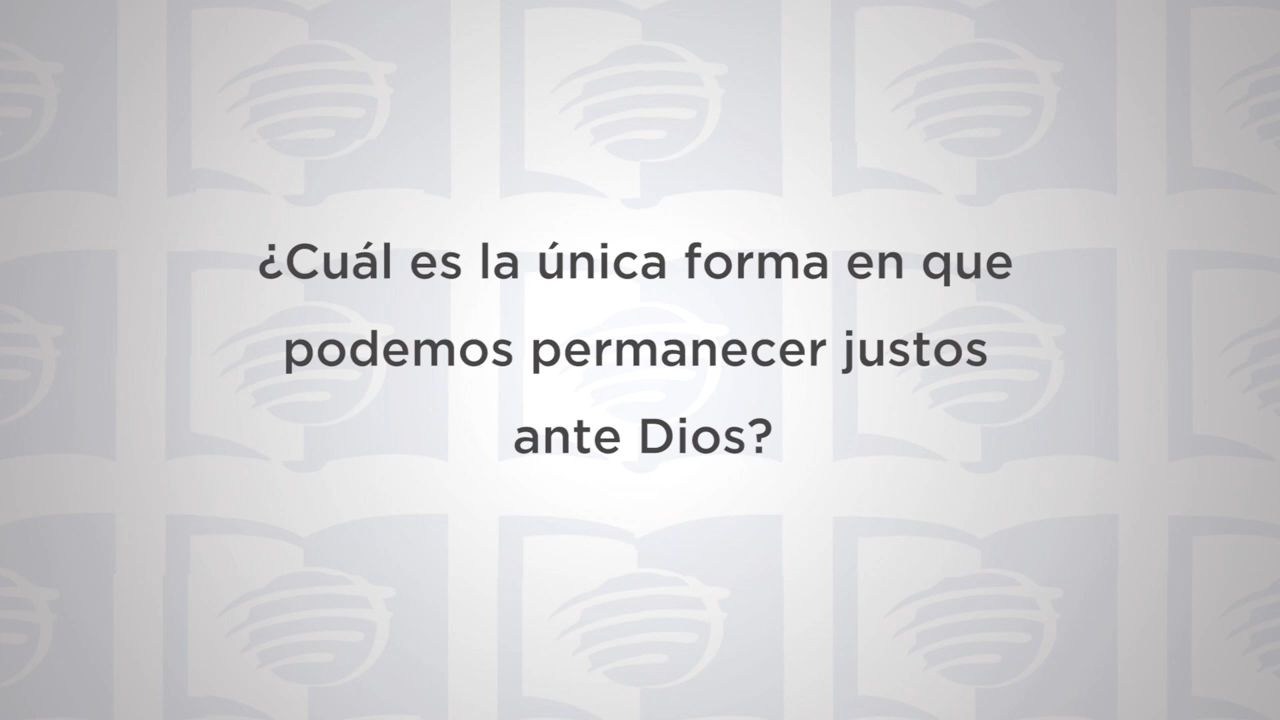 ¿Cuál es la única forma en que
podemos permanecer justos
ante Dios?